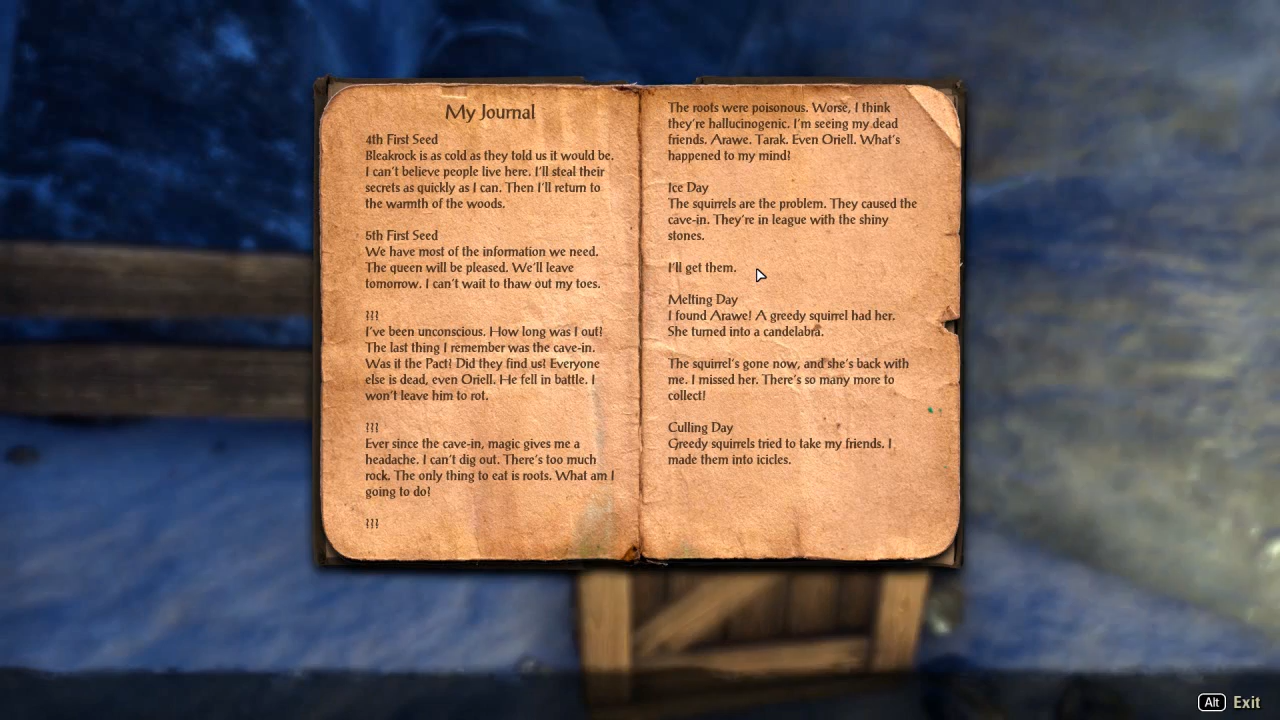 My Journal
4th First Seed
Bleakrock is as cold as they told us it would be.
I can't believe people live here. I'll steal their
secrets as quickly as I can. Then I'll return to
the warmth of the woods.
5th First Seed
We have most of the information we need.
The queen will be pleased. We'll leave
tomorrow. I can't wait to thaw out my toes.
???
I've been unconscious. How long was I out?
The last thing I remember was the cave-in.
Was it the Pact? Did they find us? Everyone
else is dead, even Oriell. He fell in battle. I
won't leave him to rot.
???
Ever since the cave-in, magic gives me a
headache. I can't dig out. There's too much
rock. The only thing to eat is roots. What am I
going to do?
???
The roots were poisonous. Worse, I think
they're hallucinogenic. I'm seeing my dead
friends. Arawe. Tarak. Even Oriell. What's
happened to my mind?
Ice Day
The squirrels are the problem. They caused the
cave-in. They're in league with the shiny
stones.
I'll get them.
Melting Day
I found Arawe! A greedy squirrel had her.
She turned into a candelabra.
The squirrel's gone now, and she's back with
me. I missed her. There's so many more to
collect!
Culling Day
Greedy squirrels tried to take my friends. I
made them into icicles.
Alt Exit